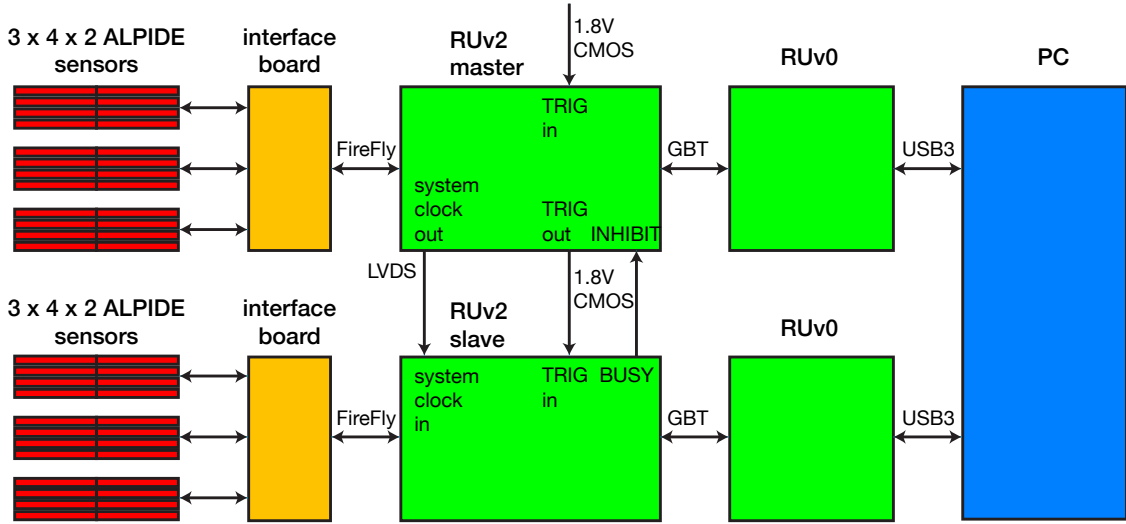 3 x 4 x 2 ALPIDE
sensors
interface
board
RUv2
master
1.8V
CMOS
RUv0
PC
TRIG
in
FireFly
GBT
USB3
system
clock
out
TRIG
out INHIBIT
LVDS
1.8V
CMOS
3 x 4 x 2 ALPIDE
sensors
interface
board
RUv2
slave
RUv0
system
clock
in
TRIG BUSY
in
FireFly
GBT
USB3